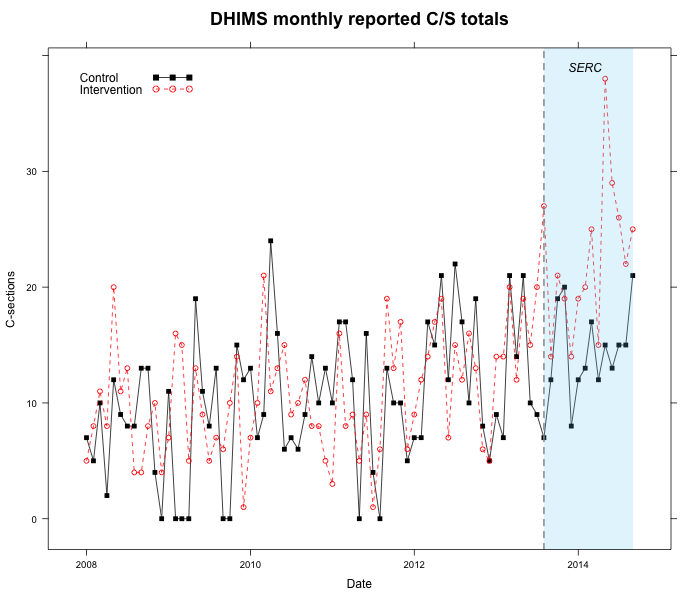 DHIMS monthly reported C/S totals
SERC
Control
Intervention
30
20
10
0
C-sections
2008
2010
2012
2014
Date